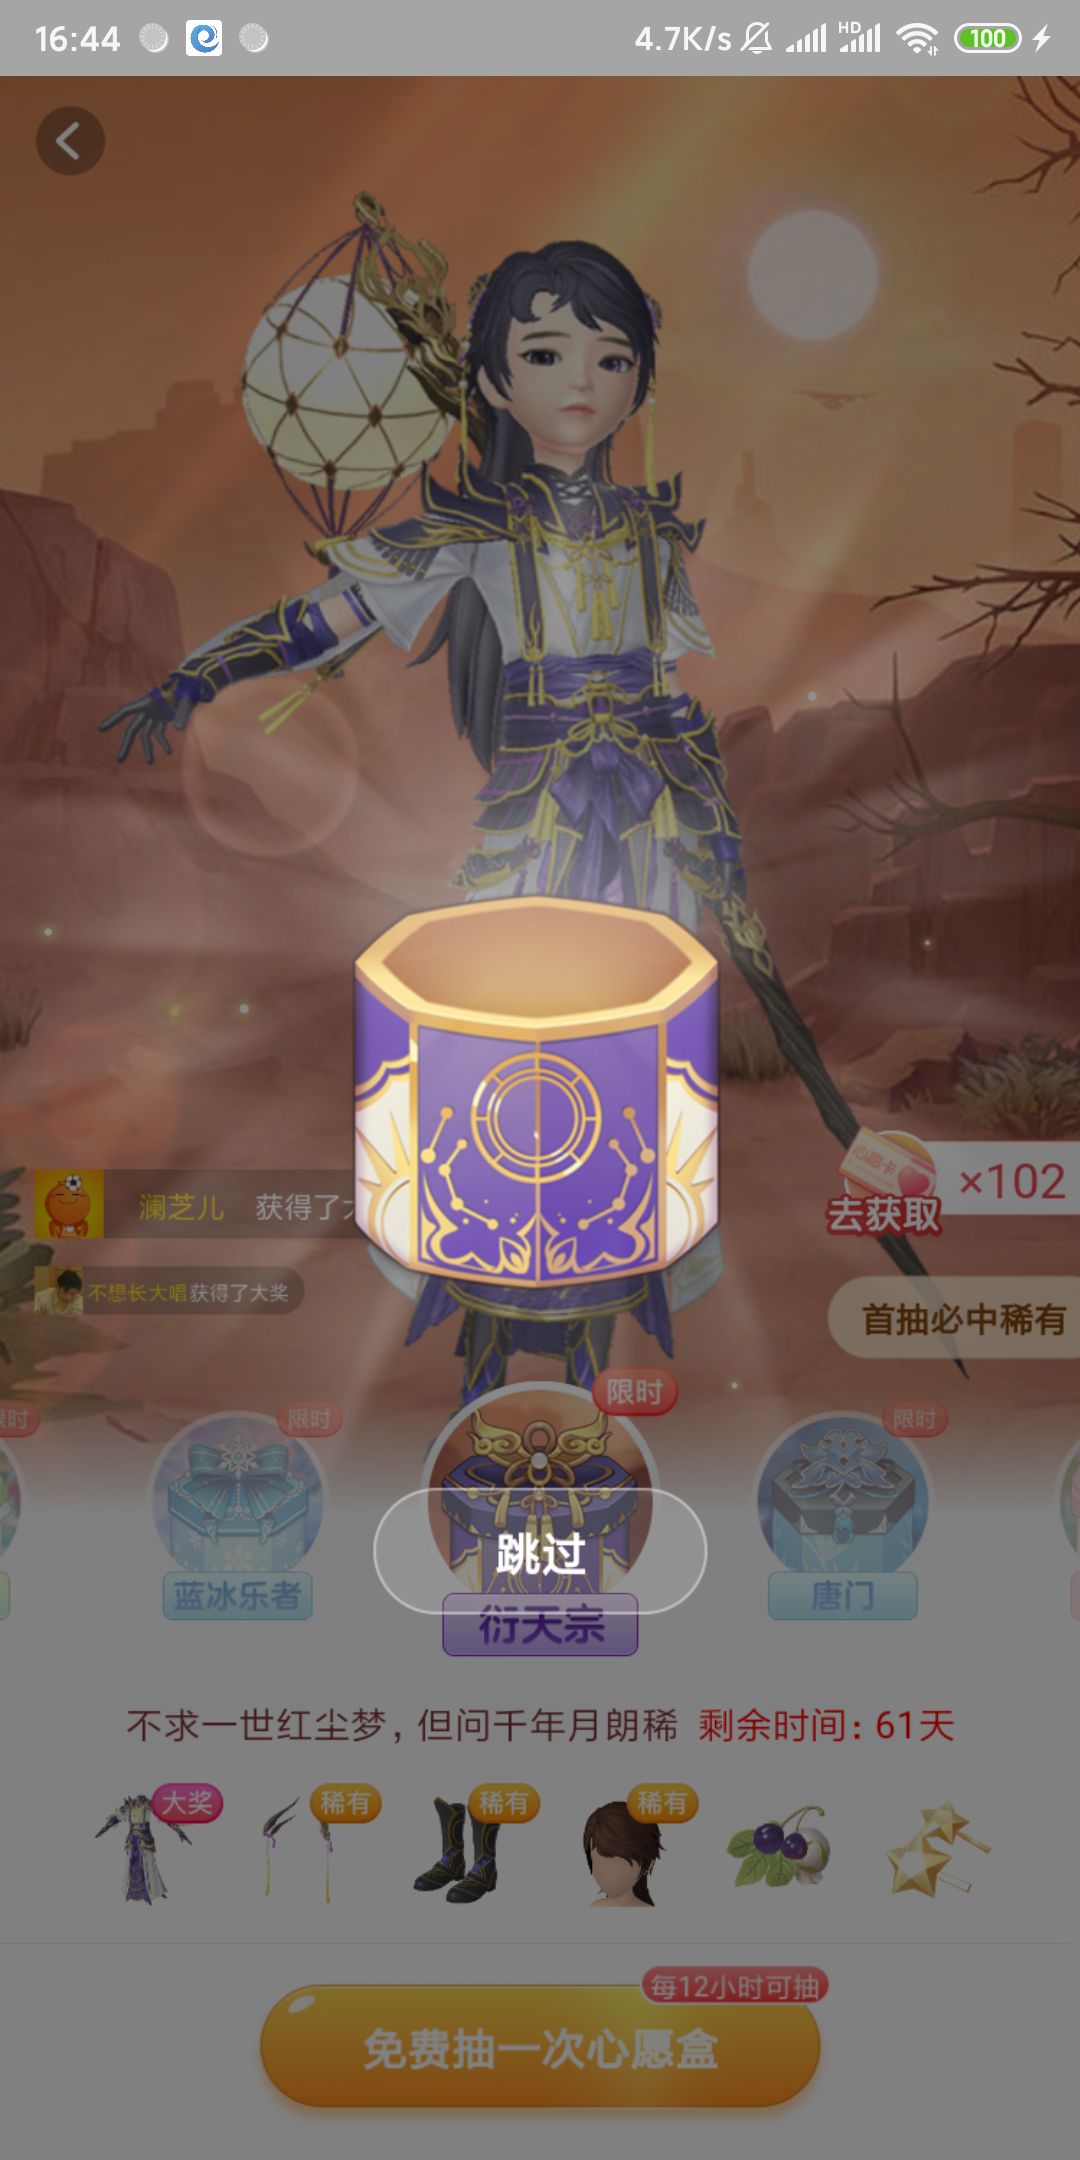 16:44
4.7K/s
HD
100
心愿卡
×102
去获取
澜芝儿 获得了
不想长大唱获得了大奖
首抽必中稀有
限时
限时
限时
限时
蓝冰乐者
跳过
唐门
衍天宗
不求一世红尘梦，但问千年月朗稀 剩余时间：61天
大奖
稀有
稀有
稀有
每12小时可抽
免费抽一次心愿盒